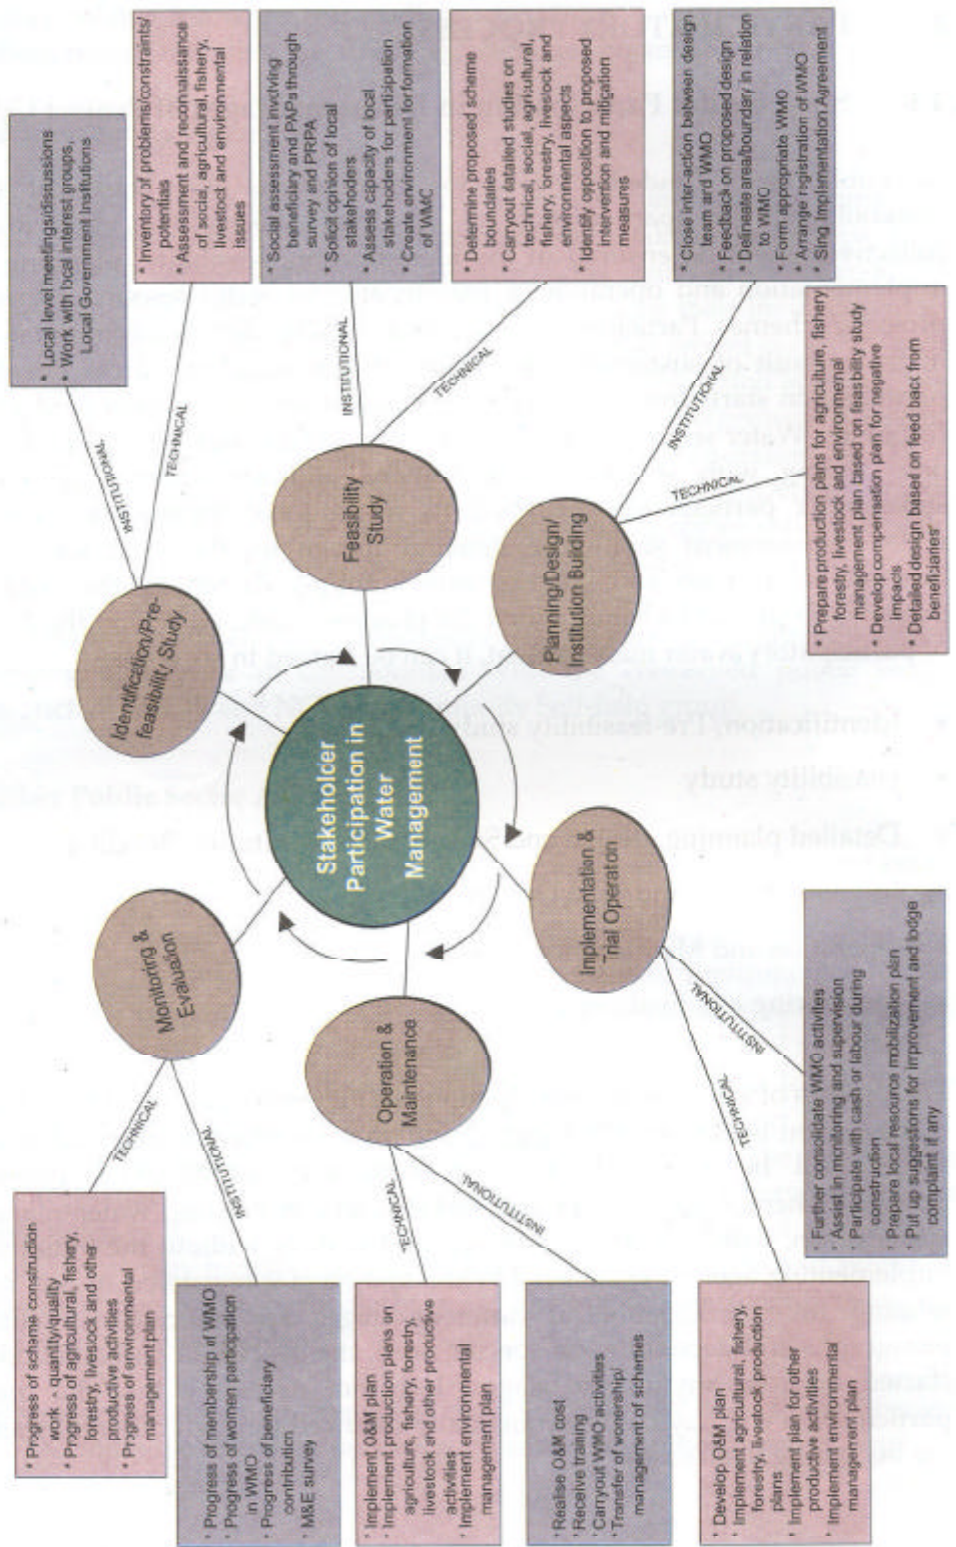 Stakeholcer
Participation in
Water
Management
Identification/Pre-
feasibility Study
INSTITUTIONAL
* Local level meetings/discussions
* Work with local interest groups,
Local Government Institutions
TECHNICAL
* Inventory of problems/constraints/
potentias
* Assessment and reconnaissance
of social, agricultural, fishery,
livestock and environmental
issues
Feasibility
Study
INSTITUTIONAL
* Social assessment involving
beneficiary and PAPs through
survey and PRPA
* Solicit opinion of local
stakeholders
* Assess capacity of local
stakehoders for participation
* Create environment forformation
of WMC
TECHNICAL
* Determine proposed scheme
boundaries
* Carryout detailed studies on
technical, social, agricultural,
fishery, orestry, livestock and
environmental aspects
* Identify opposition to proposed
intervention and mitigation
measures
Planning/Design/
Institution Building
INSTITUTIONAL
* Close inter-action between design
team ard WMO
* Feedback on proposed design
* Delineate area/boundary in relation
to WMO
* Form appropriate WMO
* Arrange registration of WMO
* Sing Implementation Agreement
TECHNICAL
* Prepare production plans for agriculture, fishery
forestry, livestock and environmenal
management plan based on feasibility study
* Develop compensation plan for negative
impacts
* Detailed design based on feed back from
beneficiaries'
Implementation &
Trial Operaton
INSTITUTIONAL
' Further consolidate WMO activites
' Assist in monitoring and supervision
' Participate with cash or labour during
construction
' Prepare local resource mobilization plan
' Put up suggestions for improvement and lodge
complaint if any
TECHNICAL
' Develop O&M plan
' Implement agricultural, fishery,
forestry, livestock production
plans
' Implement plan for other
productive activities
' Implement environmental
management plan
Operation &
Maintenance
INSTITUTIONAL
' Realise O&M cost
' Receive training
' Carryout WMO activities
' Transfer of wonership/
management of schemes
TECHNICAL
' Implement O&M plan
' Implement production plans on
agriculture, fishery, forestry,
livestock and other productive
activities
' Implement environmental
management plan
Monitoring &
Evaluation
INSTITUTIONAL
' Progress of membership of WMO
' Progress of women participation
in WMO
' Progress of beneficiary
contribution
' M&E survey
TECHNICAL
* Progress of scheme construction
work - quantity/quality
* Progress of agricultural, fishery,
forestry, livestock and other
productive activities
* Progress of environmental
management plan